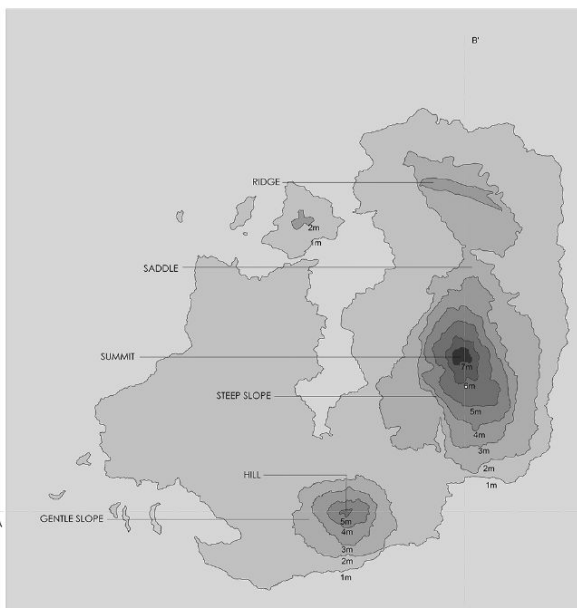 B'
RIDGE
2m
1m
SADDLE
SUMMIT
7m
STEEP SLOPE
5m
4m
3m
2m
1m
HILL
A
GENTLE SLOPE
5m
4m
3m
2m
1m